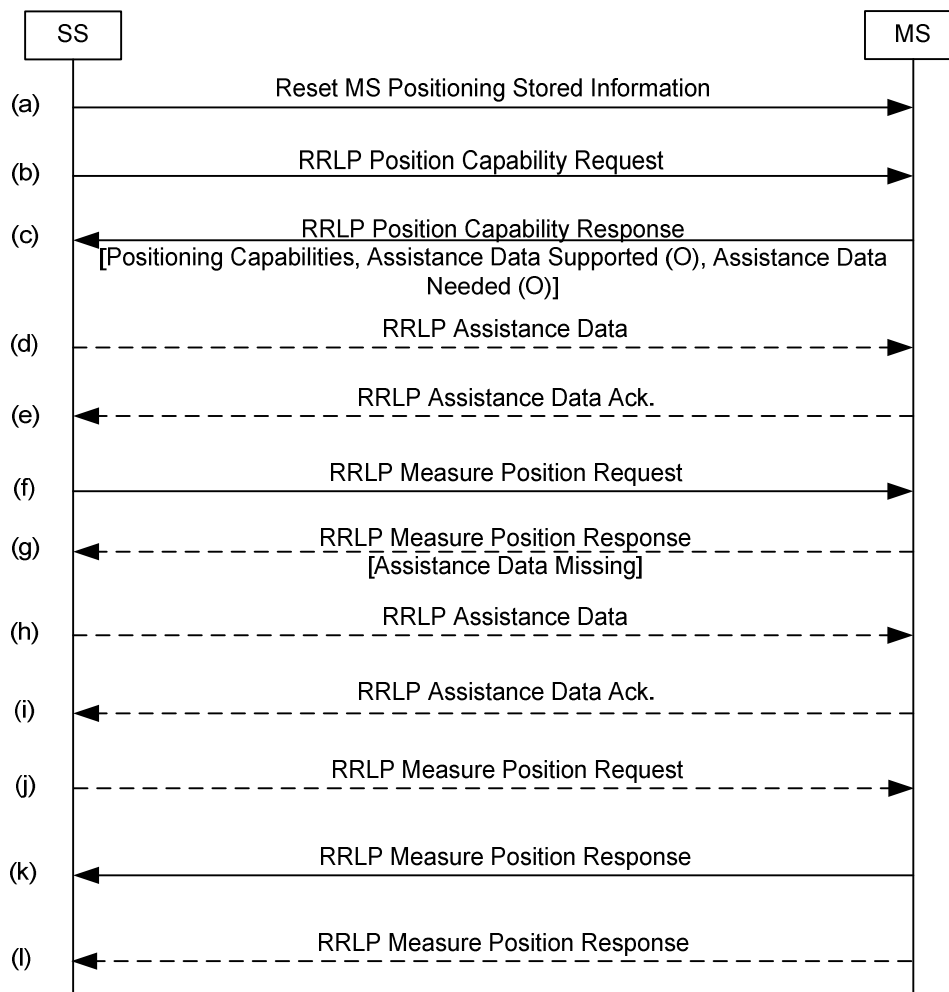 SS
MS
(a)
Reset MS Positioning Stored Information
(b)
RRLP Position Capability Request
(c)
RRLP Position Capability Response
[Positioning Capabilities, Assistance Data Supported (O), Assistance Data
Needed (O)]
(d)
RRLP Assistance Data
(e)
RRLP Assistance Data Ack.
(f)
RRLP Measure Position Request
(g)
RRLP Measure Position Response
[Assistance Data Missing]
(h)
RRLP Assistance Data
(i)
RRLP Assistance Data Ack.
(j)
RRLP Measure Position Request
(k)
RRLP Measure Position Response
(l)
RRLP Measure Position Response